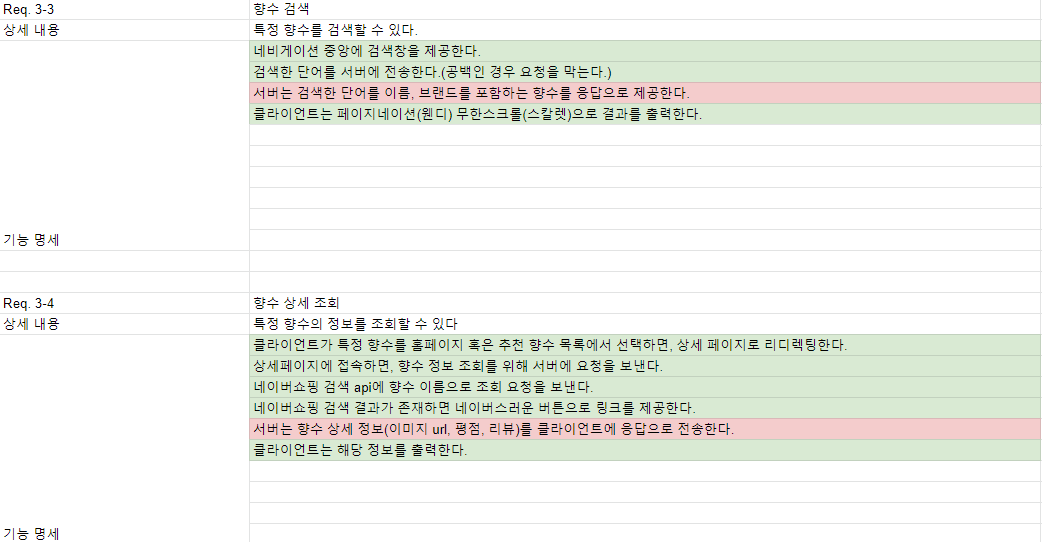 Req. 3-3 향수 검색
상세 내용 특정 향수를 검색할 수 있다.
네비게이션 중앙에 검색창을 제공한다.
검색한 단어를 서버에 전송한다.(공백인 경우 요청을 막는다.)
서버는 검색한 단어를 이름, 브랜드를 포함하는 향수를 응답으로 제공한다.
클라이언트는 페이지네이션(웬디) 무한스크롤(스칼렛)으로 결과를 출력한다.
기능 명세
Req. 3-4 향수 상세 조회
상세 내용 특정 향수의 정보를 조회할 수 있다
클라이언트가 특정 향수를 홈페이지 혹은 추천 향수 목록에서 선택하면, 상세 페이지로 리디렉팅한다.
상세페이지에 접속하면, 향수 정보 조회를 위해 서버에 요청을 보낸다.
네이버쇼핑 검색 api에 향수 이름으로 조회 요청을 보낸다.
네이버쇼핑 검색 결과가 존재하면 네이버스러운 버튼으로 링크를 제공한다.
서버는 향수 상세 정보(이미지 url, 평점, 리뷰)를 클라이언트에 응답으로 전송한다.
클라이언트는 해당 정보를 출력한다.
기능 명세